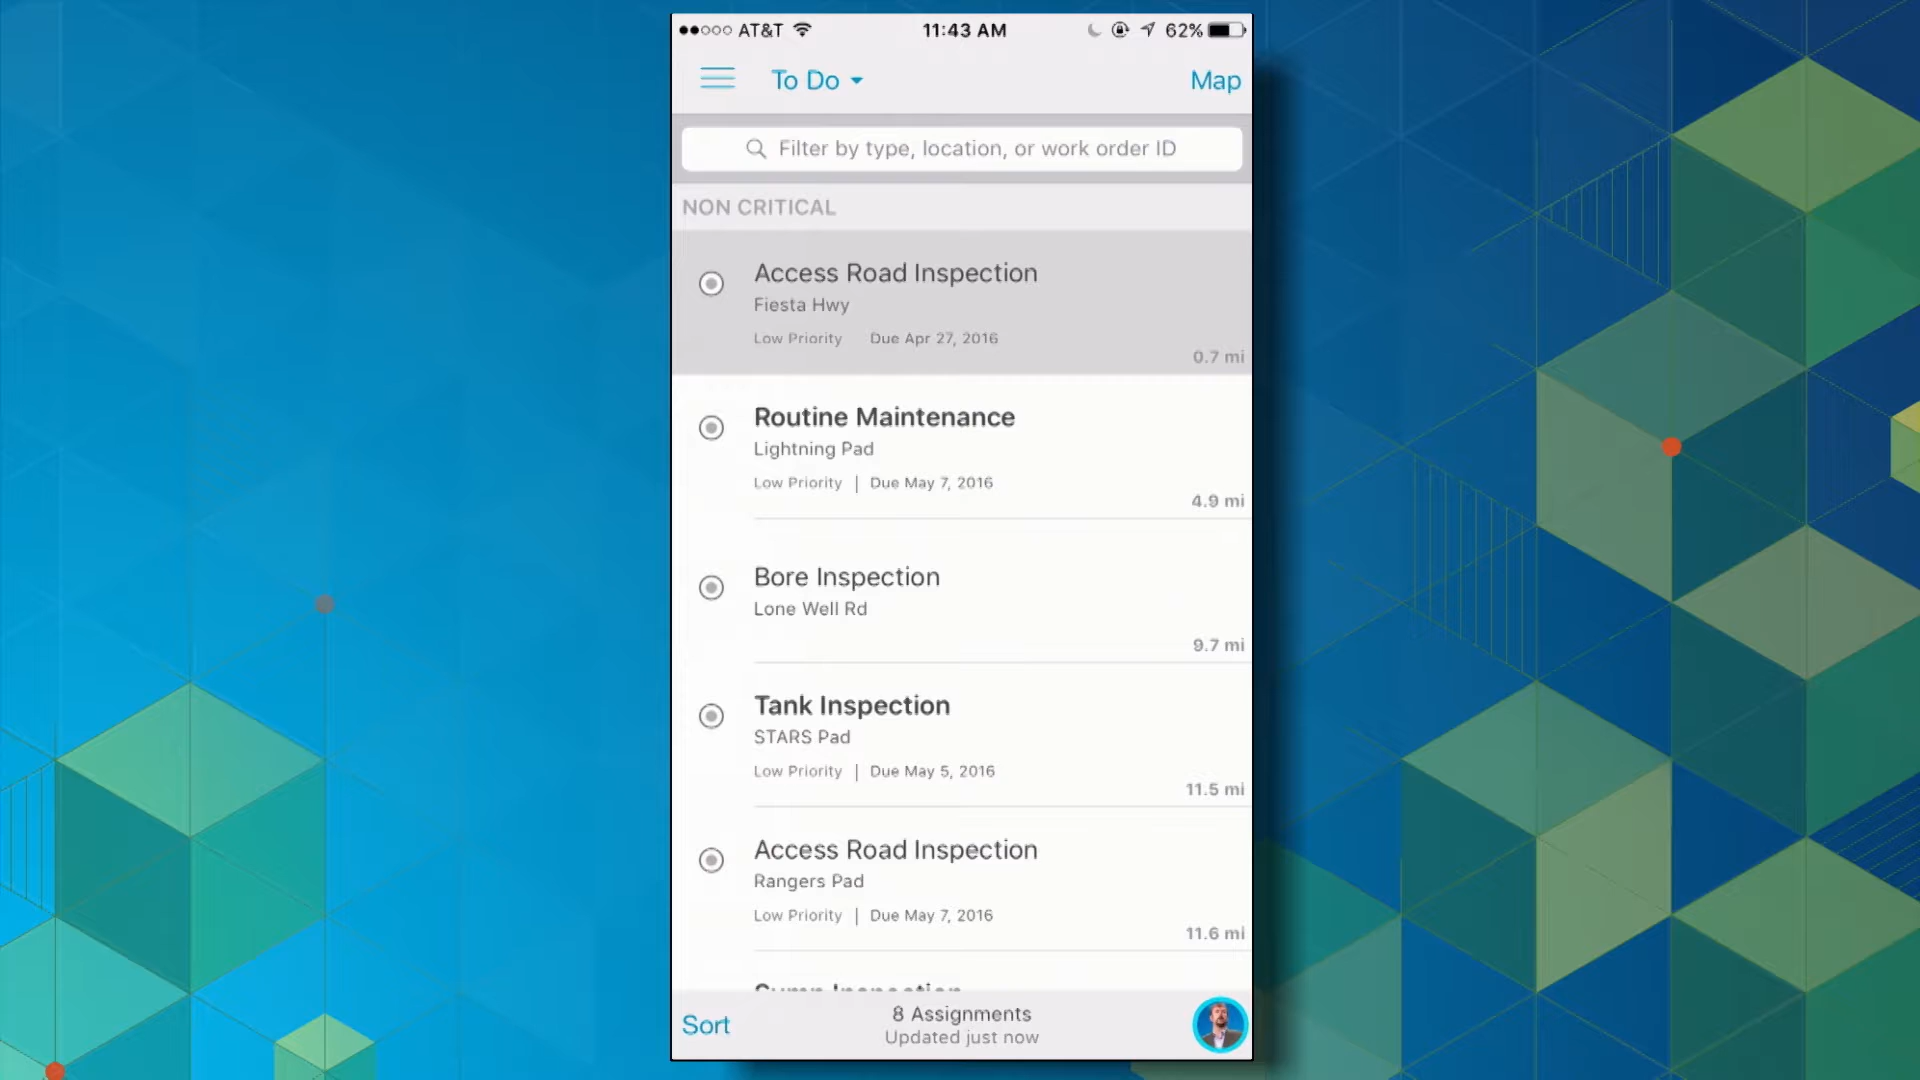 AT&T 11:43 AM 62%
To Do Map
Filter by type, location, or work order ID
NON CRITICAL
Access Road Inspection
Fiesta Hwy
Low Priority Due Apr 27, 2016
0.7 mi
Routine Maintenance
Lightning Pad
Low Priority | Due May 7, 2016
4.9 mi
Bore Inspection
Lone Well Rd
9.7 mi
Tank Inspection
STARS Pad
Low Priority | Due May 5, 2016
11.5 mi
Access Road Inspection
Rangers Pad
Low Priority | Due May 7, 2016
11.6 mi
Sort 8 Assignments
Updated just now